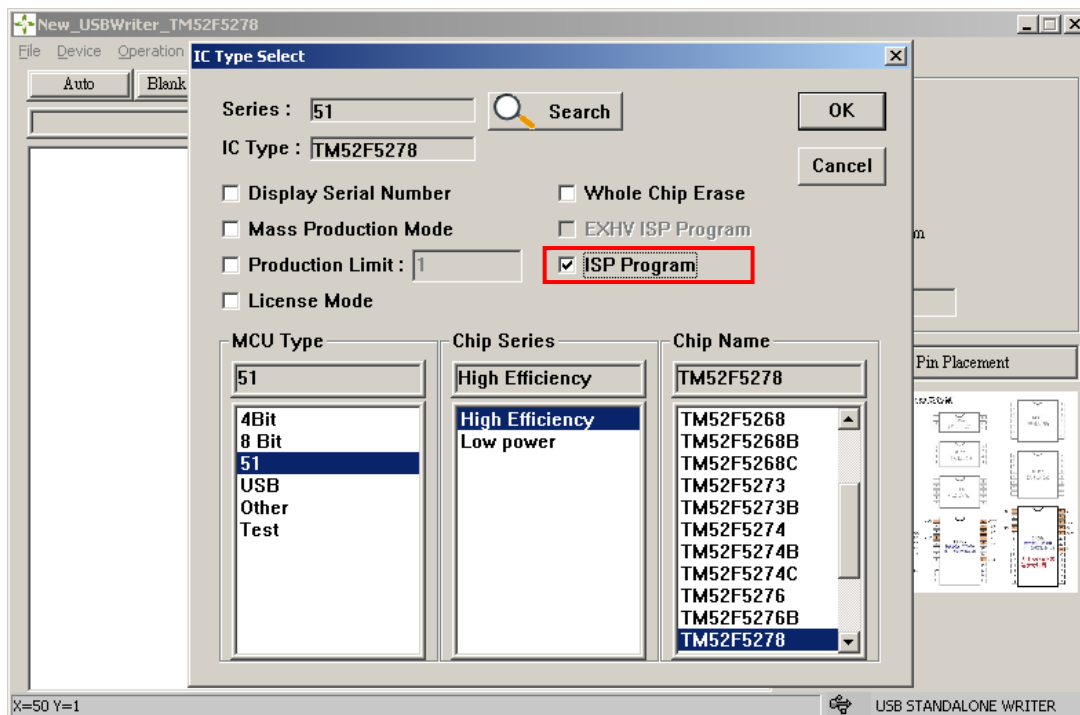 New_USBWriter_TM52F5278
File Device Operation
IC Type Select
Auto Blank
Series : 51 Search OK
IC Type : TM52F5278
Cancel
Display Serial Number Whole Chip Erase
Mass Production Mode EXHV ISP Program
Production Limit : 1 ISP Program
License Mode
MCU Type
51
4Bit
8 Bit
51
USB
Other
Test
Chip Series
High Efficiency
High Efficiency
Low power
Chip Name
TM52F5278
TM52F5268
TM52F5268B
TM52F5268C
TM52F5273
TM52F5273B
TM52F5274
TM52F5274B
TM52F5274C
TM52F5276
TM52F5276B
TM52F5278
Pin Placement
X=50 Y=1 USB STANDALONE WRITER